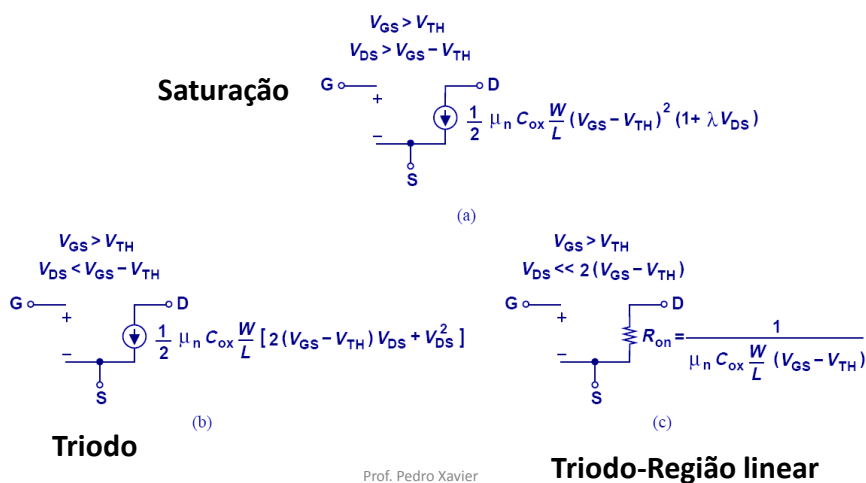 V_GS > V_TH
V_DS > V_GS − V_TH
Saturação
G
D
+
−
S
1/2 μ_n C_ox W/L (V_GS − V_TH)^2 (1 + λ V_DS)
(a)
V_GS > V_TH
V_DS < V_GS − V_TH
G
D
+
−
S
1/2 μ_n C_ox W/L [2 (V_GS − V_TH) V_DS + V_DS^2]
(b)
Triodo
V_GS > V_TH
V_DS << 2 (V_GS − V_TH)
G
D
+
−
S
R_on = 1 / μ_n C_ox W/L (V_GS − V_TH)
(c)
Triodo-Região linear
Prof. Pedro Xavier